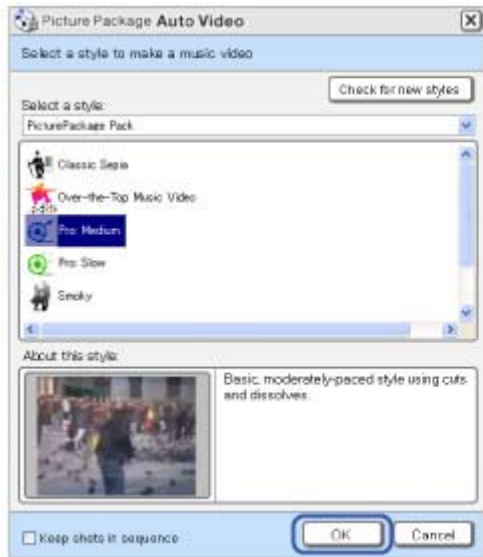 Picture Package Auto Video
Select a style to make a music video
Check for new styles
Select a style:
PicturePackage Pack
Classic Sepia
Over-the-Top Music Video
Pro: Medium
Pro: Slow
Smoky
About this style:
Basic, moderately-paced style using cuts
and dissolves.
Keep shots in sequence
OK
Cancel